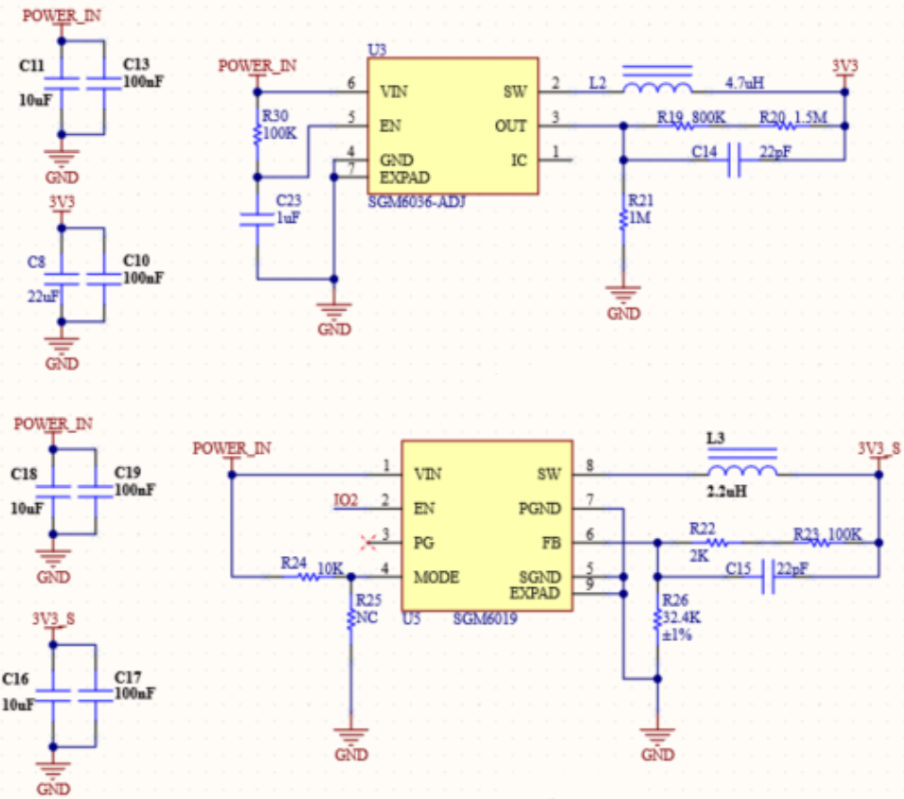 POWER_IN
C11
10uF
C13
100nF
GND
3V3
C8
22uF
C10
100nF
GND
POWER_IN
R30
100K
C23
1uF
GND
U3
6 VIN SW 2
5 EN OUT 3
4 GND IC 1
7 EXPAD
SGM6036-ADJ
L2 4.7uH
3V3
R19 800K R20 1.5M
C14 22pF
R21
1M
GND
POWER_IN
C18
10uF
C19
100nF
GND
3V3_S
C16
10uF
C17
100nF
GND
POWER_IN
IO2
R24 10K
R25
NC
GND
1 VIN SW 8
2 EN PGND 7
3 PG FB 6
4 MODE SGND 5
EXPAD 9
U5 SGM6019
L3
2.2uH
3V3_S
R22
2K
R23 100K
C15 22pF
R26
32.4K
±1%
GND